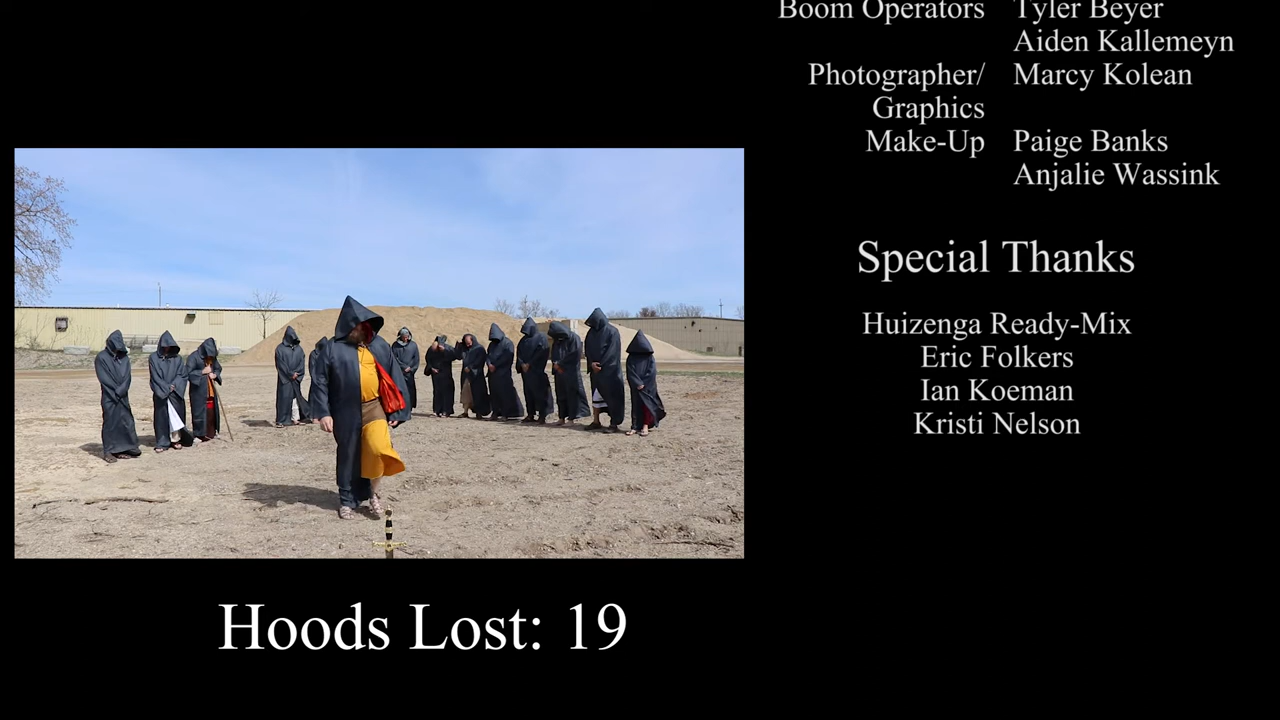 Boom Operators Tyler Beyer
Aiden Kallemeyn
Photographer/ Marcy Kolean
Graphics
Make-Up Paige Banks
Anjalie Wassink
Special Thanks
Huizenga Ready-Mix
Eric Folkers
Ian Koeman
Kristi Nelson
Hoods Lost: 19